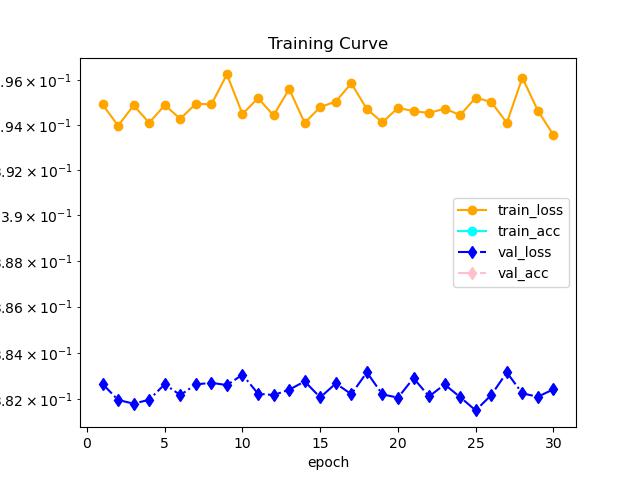 Training Curve
.96 × 10⁻¹
.94 × 10⁻¹
3.92 × 10⁻¹
3.9 × 10⁻¹
3.88 × 10⁻¹
3.86 × 10⁻¹
3.84 × 10⁻¹
3.82 × 10⁻¹
train_loss
train_acc
val_loss
val_acc
0 5 10 15 20 25 30
epoch